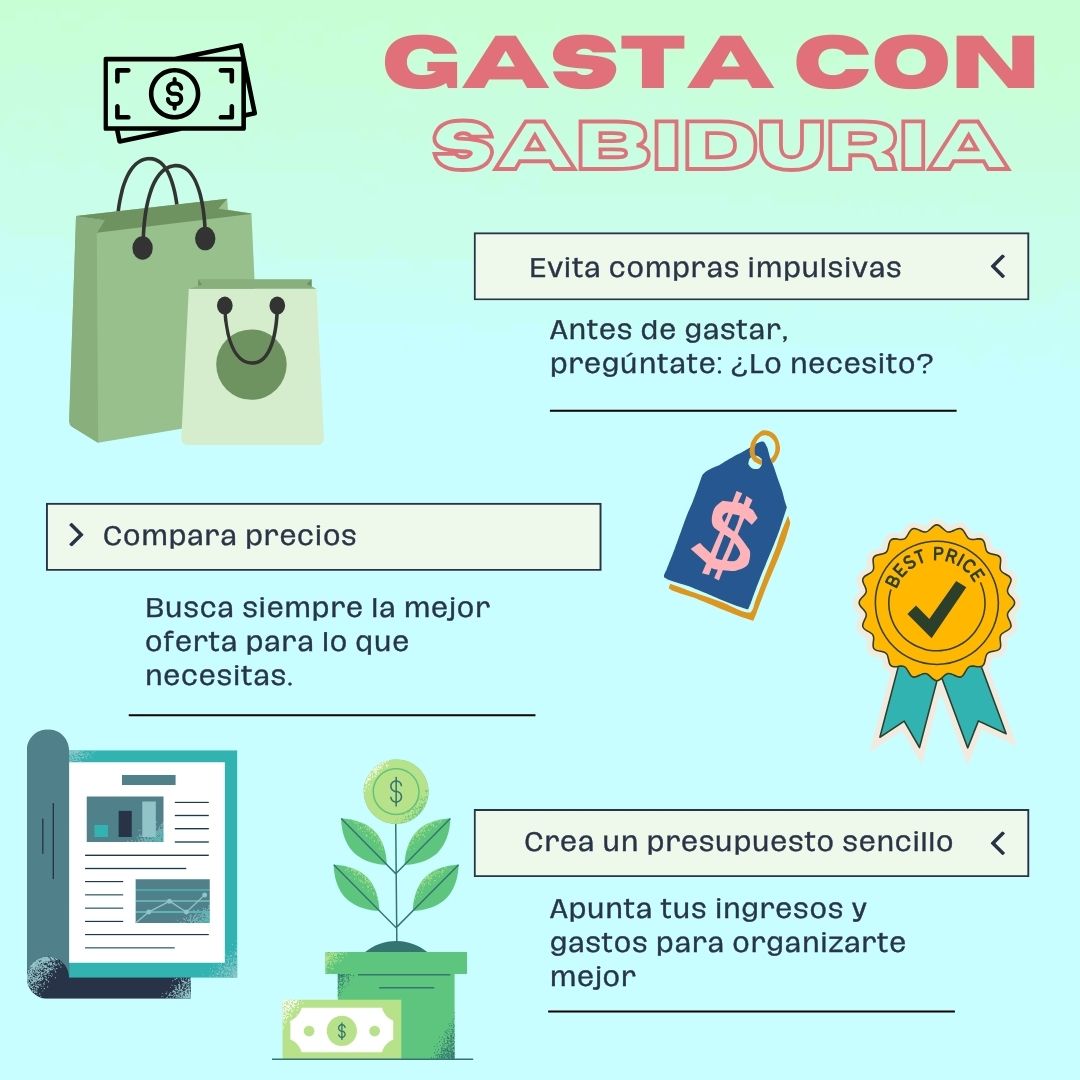 GASTA CON
SABIDURIA
$
Evita compras impulsivas
Antes de gastar,
pregúntate: ¿Lo necesito?
$
Compara precios
BEST PRICE
Busca siempre la mejor
oferta para lo que
necesitas.
$
Crea un presupuesto sencillo
Apunta tus ingresos y
gastos para organizarte
mejor
$